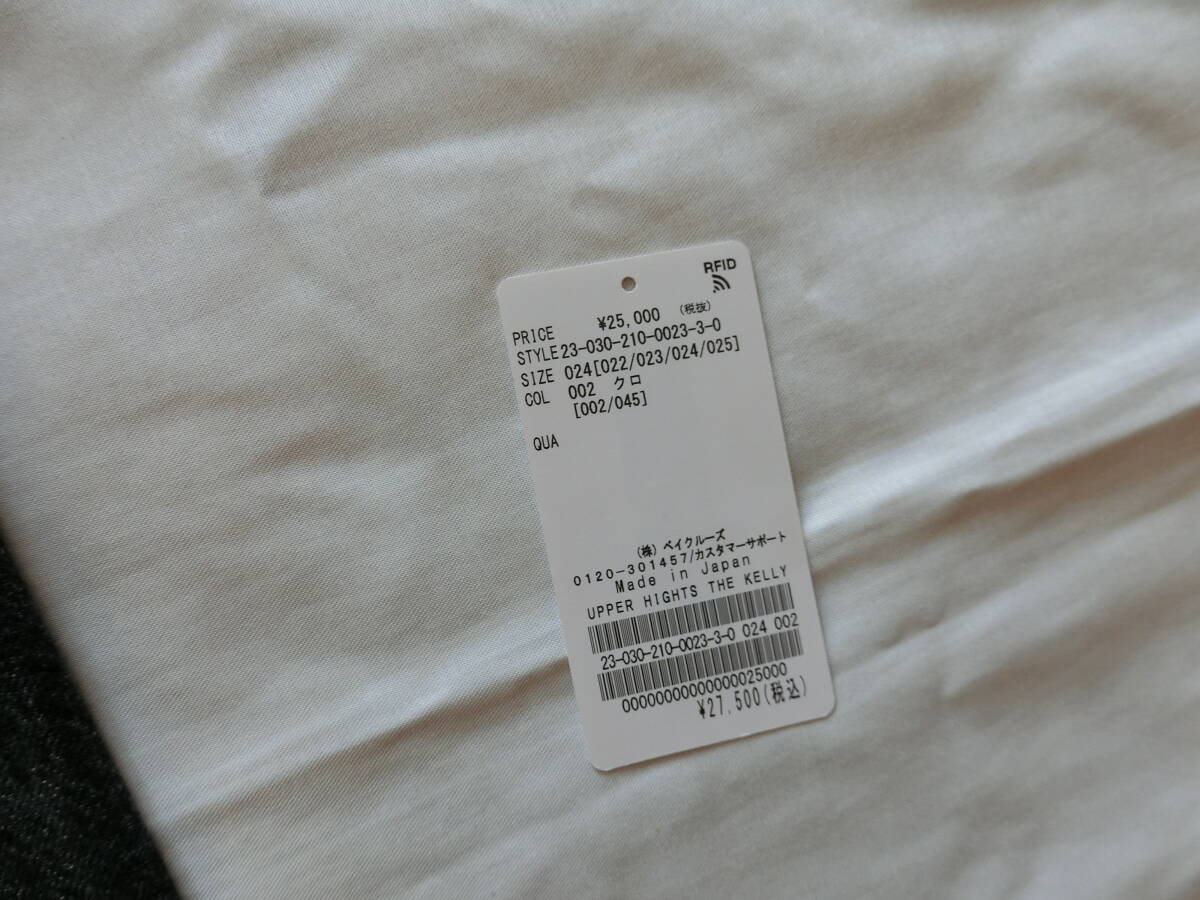 RFID
PRICE ¥25,000 (税抜)
STYLE 23-030-210-0023-3-0
SIZE 024[022/023/024/025]
COL 002 クロ
[002/045]
QUA
(株) ベイクルーズ
0120-301457/カスタマーサポート
Made in Japan
UPPER HIGHTS THE KELLY
23-030-210-0023-3-0 024 002
00000000000000025000
¥27,500(税込)